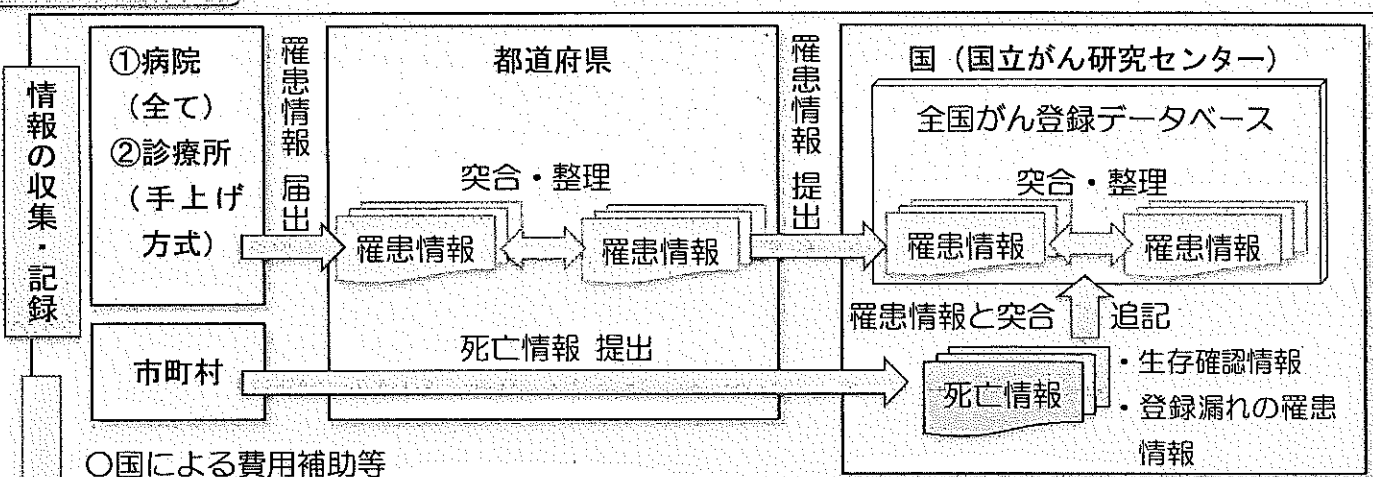 情報の収集・記録
①病院
（全て）
②診療所
（手上げ
方式）
市町村
罹患情報 届出
都道府県
突合・整理
罹患情報
罹患情報
死亡情報 提出
罹患情報 提出
国（国立がん研究センター）
全国がん登録データベース
突合・整理
罹患情報
罹患情報
罹患情報と突合
追記
死亡情報
・生存確認情報
・登録漏れの罹患
情報
〇国による費用補助等